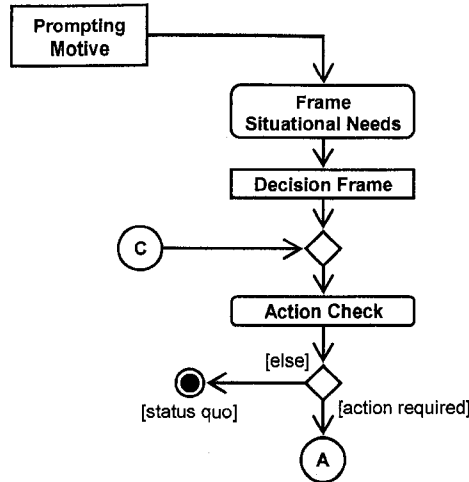 Prompting
Motive
Frame
Situational Needs
Decision Frame
C
Action Check
[else]
[status quo]
[action required]
A